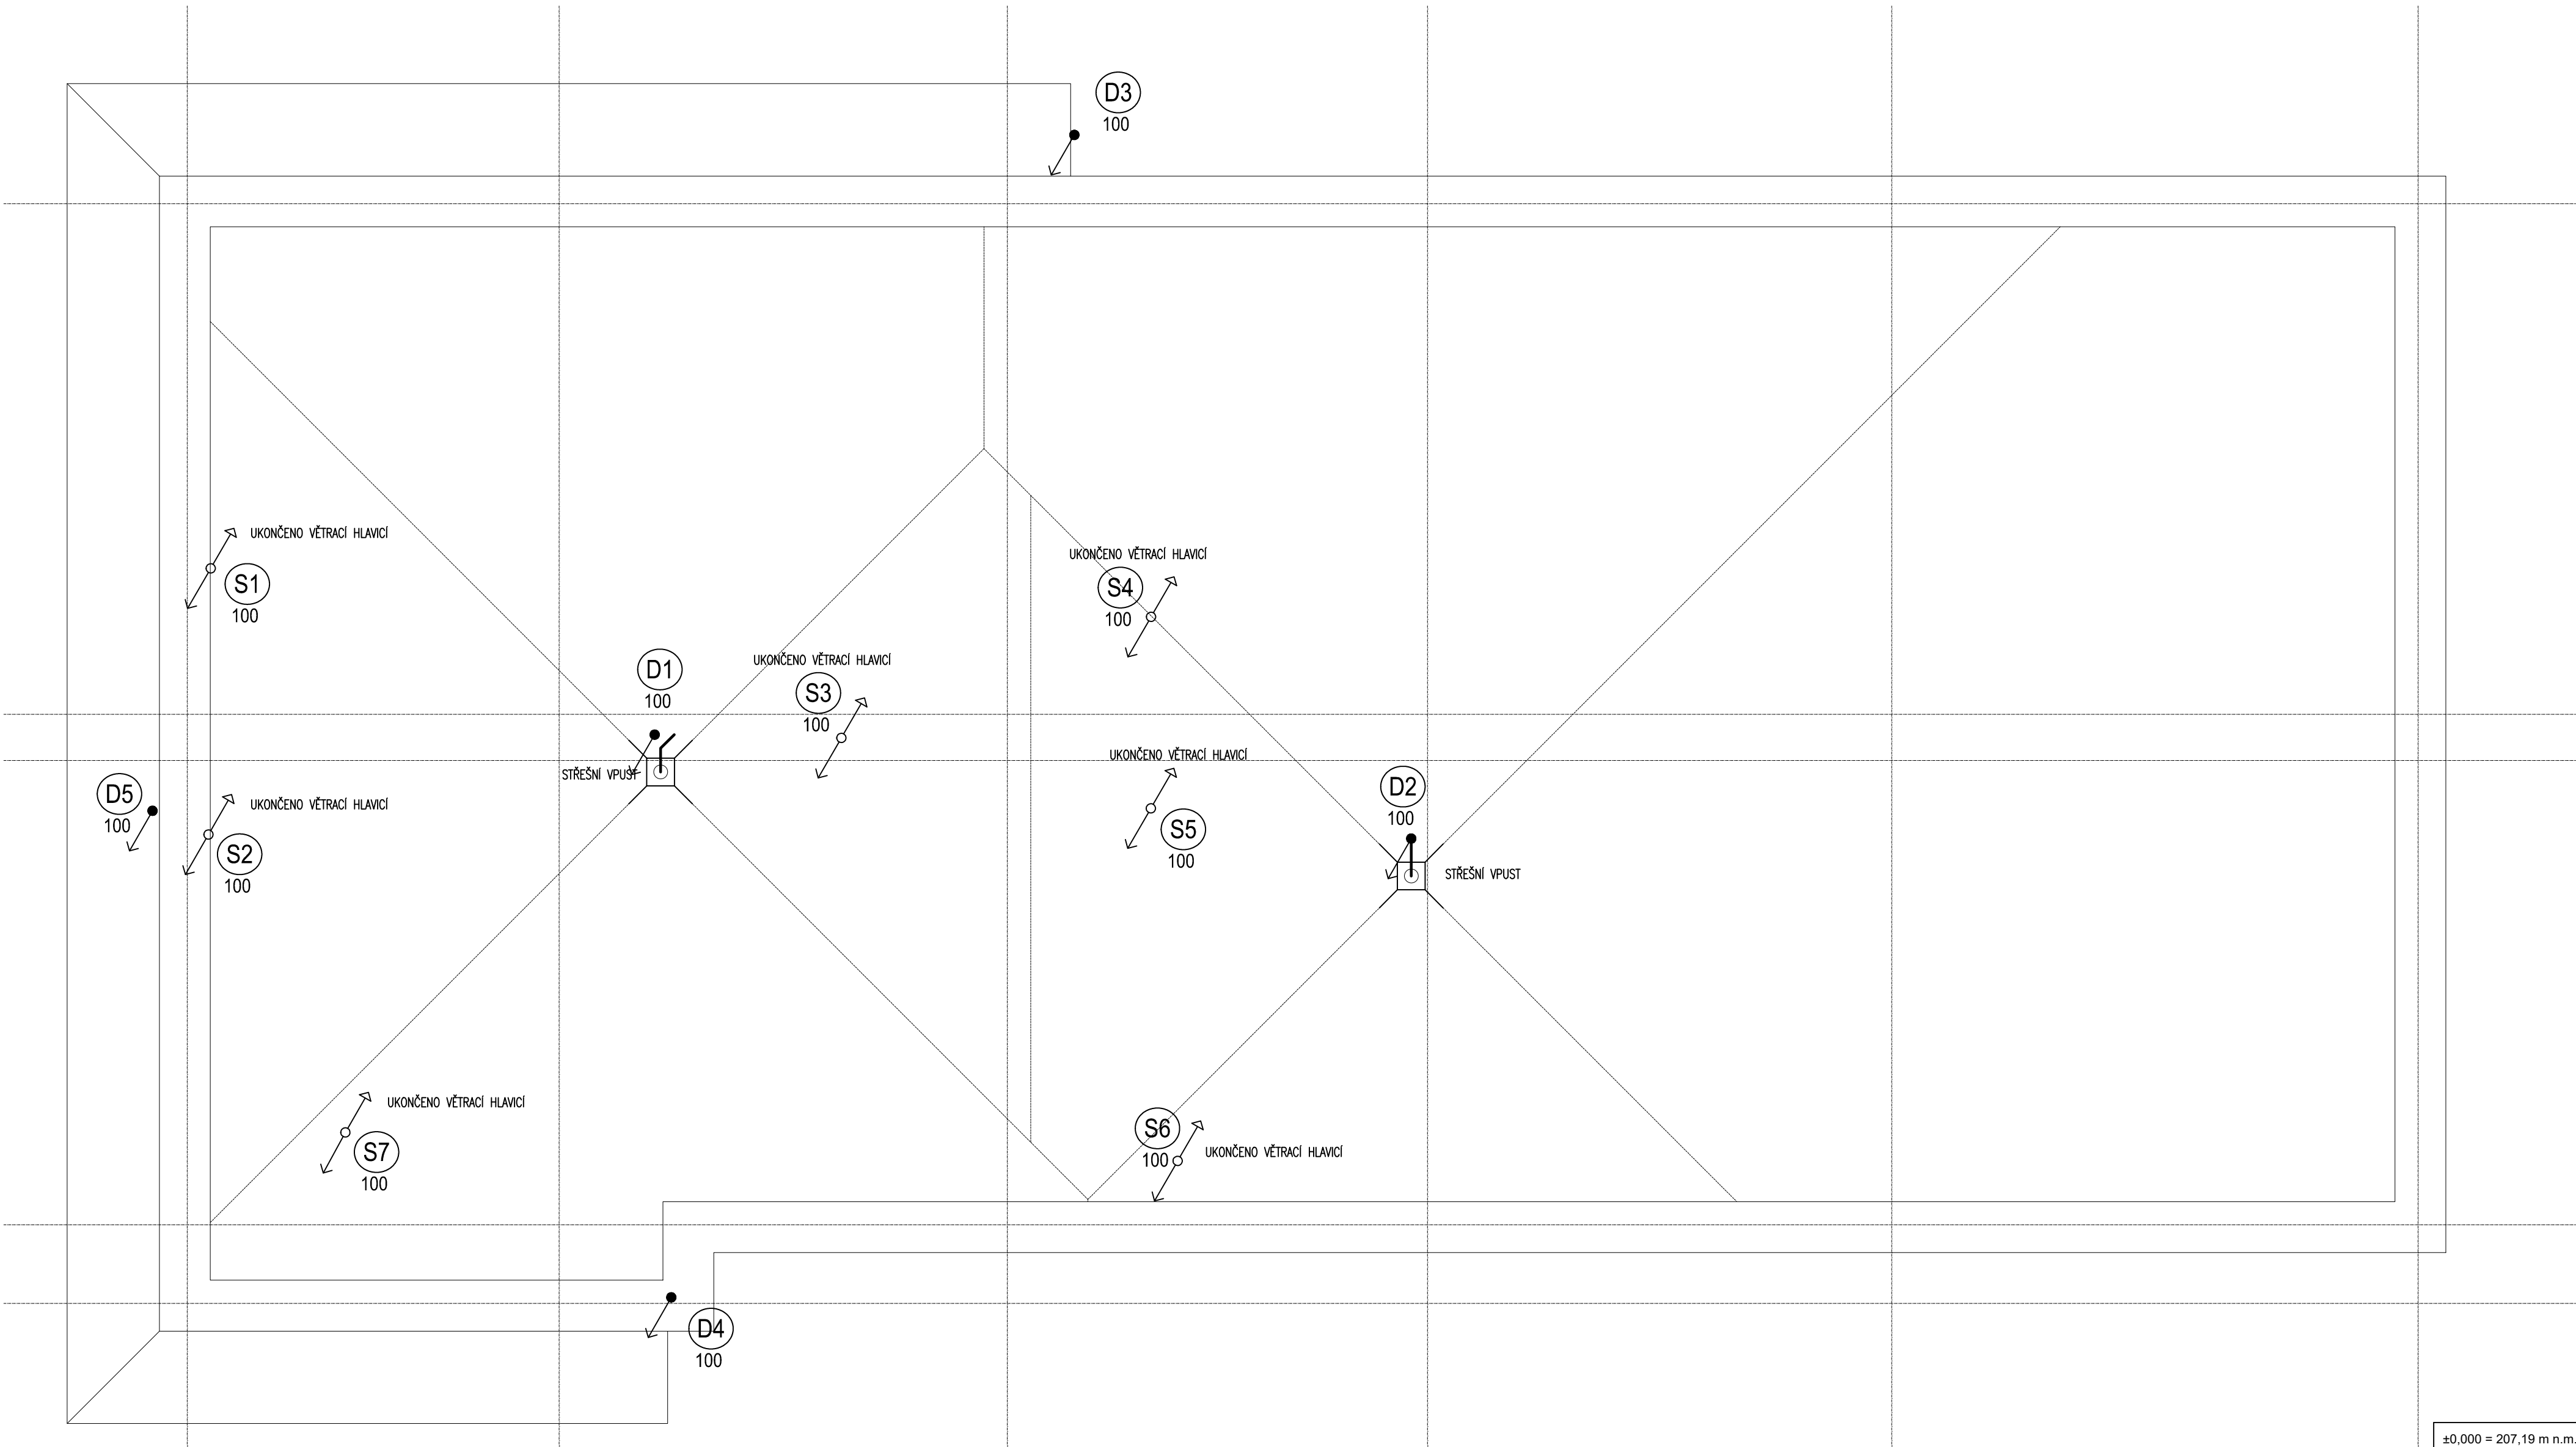 D3
100
UKONČENO VĚTRACÍ HLAVICÍ
S1
100
UKONČENO VĚTRACÍ HLAVICÍ
S4
100
D1
100
UKONČENO VĚTRACÍ HLAVICÍ
S3
100
STŘEŠNÍ VPUST
UKONČENO VĚTRACÍ HLAVICÍ
S5
100
D2
100
STŘEŠNÍ VPUST
D5
100
UKONČENO VĚTRACÍ HLAVICÍ
S2
100
UKONČENO VĚTRACÍ HLAVICÍ
S7
100
S6
100
UKONČENO VĚTRACÍ HLAVICÍ
D4
100
±0,000 = 207,19 m n.m.